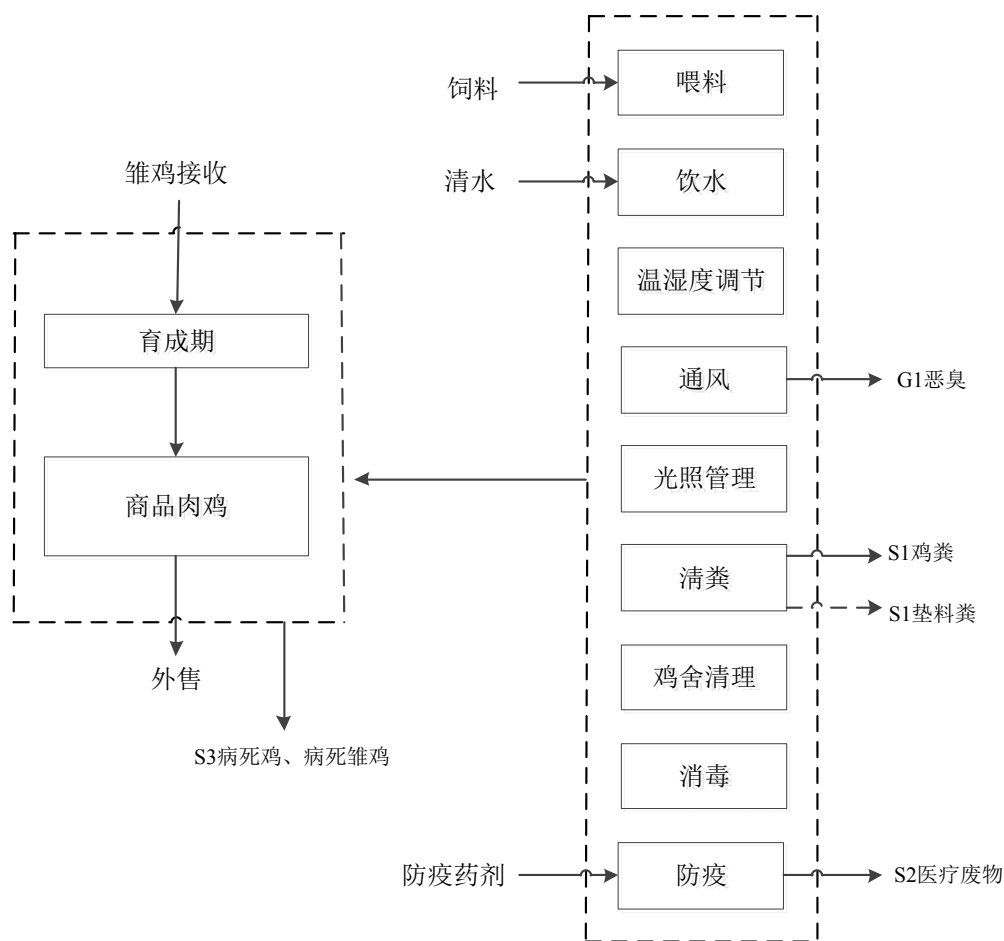 饲料
喂料
雏鸡接收
清水
饮水
温湿度调节
育成期
通风
G1恶臭
商品肉鸡
光照管理
清粪
S1鸡粪
S1垫料粪
外售
鸡舍清理
S3病死鸡、病死雏鸡
消毒
防疫药剂
防疫
S2医疗废物